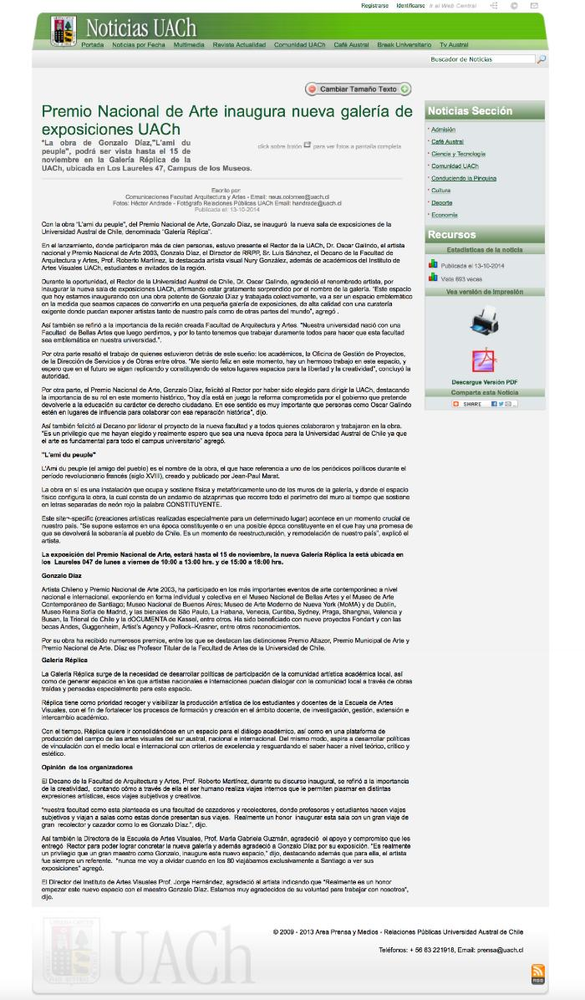 Registrarse Identificarse Ir al Web Central
Noticias UACh
Portada Noticias por Fecha Multimedia Revista Actualidad Comunidad UACh Café Austral Break Universitario Tv Austral
Buscador de Noticias
Cambiar Tamaño Texto
Premio Nacional de Arte inaugura nueva galería de
exposiciones UACh
*La obra de Gonzalo Díaz,"L'ami du
peuple", podrá ser vista hasta el 15 de
noviembre en la Galería Réplica de la
UACh, ubicada en Los Laureles 47, Campus de los Museos.
click sobre botón para ver fotos a pantalla completa
Escrito por:
Comunicaciones Facultad Arquitectura y Artes - Email: neus.colomes@uach.cl
Fotos: Héctor Andrade - Fotógrafo Relaciones Públicas UACH Email: handrade@uach.cl
Publicada el: 13-10-2014
Con la obra "L'ami du peuple", del Premio Nacional de Arte, Gonzalo Díaz, se inauguró la nueva sala de exposiciones de la
Universidad Austral de Chile, denominada "Galería Réplica".
En el lanzamiento, donde participaron más de cien personas, estuvo presente el Rector de la UACH, Dr. Oscar Galindo, el artista
nacional y Premio Nacional de Arte 2003, Gonzalo Díaz, el Director de RRPP, Sr. Luis Sánchez, el Decano de la Facultad de
Arquitectura y Artes, Prof. Roberto Martínez, la destacada artista visual Nury González, además de académicos del Instituto de
Artes Visuales UACH, estudiantes e invitados de la región.
Durante la oportunidad, el Rector de la Universidad Austral de Chile, Dr. Oscar Galindo, agradeció al renombrado artista, por
inaugurar la nueva sala de exposiciones UACH, afirmando estar gratamente sorprendido por el nombre de la galería. "Este espacio
que hoy estamos inaugurando con una obra potente de Gonzalo Díaz y trabajada colectivamente, va a ser un espacio emblemático
en la medida que seamos capaces de convertirlo en una pequeña galería de exposiciones, de alta calidad con una curatoría
exigente donde puedan exponer artistas tanto de nuestro país como de otras partes del mundo", agregó .
Así también se refirió a la importancia de la recién creada Facultad de Arquitectura y Artes. "Nuestra universidad nació con una
Facultad de Bellas Artes que luego perdimos, y por lo tanto tenemos que trabajar duramente todos para hacer que esta facultad
sea emblemática en nuestra universidad.".
Por otra parte resaltó el trabajo de quienes estuvieron detrás de este sueño: los académicos, la Oficina de Gestión de Proyectos,
de la Dirección de Servicios y de Obras entre otros. "Me siento feliz en este momento, hay un hermoso trabajo en este espacio, y
espero que en el futuro se sigan replicando y constituyendo de estos lugares espacios para la libertad y la creatividad", concluyó la
autoridad.
Por otra parte, el Premio Nacional de Arte, Gonzalo Díaz, felicitó al Rector por haber sido elegido para dirigir la UACH, destacando
la importancia de su rol en este momento histórico, "hoy día está en juego la reforma comprometida por el gobierno que pretende
devolverle a la educación su carácter de derecho ciudadano. En ese sentido es muy importante que personas como Oscar Galindo
estén en lugares de influencia para colaborar con esa reparación histórica", dijo.
Así también felicitó al Decano por liderar el proyecto de la nueva facultad y a todos quienes colaboraron y trabajaron en la obra.
"Es un privilegio que me hayan elegido y realmente espero que sea una nueva época para la Universidad Austral de Chile ya que
el arte es fundamental para todo el campus universitario" agregó.
"L'ami du peuple"
L'Ami du peuple (el amigo del pueblo) es el nombre de la obra, el que hace referencia a uno de los periódicos políticos durante el
período revolucionario francés (siglo XVIII), creado y publicado por Jean-Paul Marat.
La obra en sí es una instalación que ocupa y sostiene física y metafóricamente uno de los muros de la galería, y donde el espacio
físico configura la obra, la cual consta de un andamio de alzaprimas que recorre todo el perímetro del muro al tiempo que sostiene
en letras separadas de neón rojo la palabra CONSTITUYENTE.
Este site¬-specific (creaciones artísticas realizadas especialmente para un determinado lugar) acontece en un momento crucial de
nuestro país. "Se supone estamos en una época constituyente o en una posible época constituyente en el que hay una promesa de
que se devolverá la soberanía al pueblo de Chile. Es un momento de reestructuración, y remodelación de nuestro país", explicó el
artista.
La exposición del Premio Nacional de Arte, estará hasta el 15 de noviembre, la nueva Galería Réplica la está ubicada en
los Laureles 047 de lunes a viernes de 10:00 a 13:00 hrs. y de 15:00 a 18:00 hrs.
Gonzalo Díaz
Artista Chileno y Premio Nacional de Arte 2003, ha participado en los más importantes eventos de arte contemporáneo a nivel
nacional e internacional, exponiendo en forma individual y colectiva en el Museo Nacional de Bellas Artes y el Museo de Arte
Contemporáneo de Santiago; Museo Nacional de Buenos Aires; Museo de Arte Moderno de Nueva York (MoMA) y de Dublín,
Museo Reina Sofía de Madrid, y las bienales de São Paulo, La Habana, Venecia, Curitiba, Sydney, Praga, Shanghai, Valencia y
Busan, la Trienal de Chile y la dOCUMENTA de Kassel, entre otros. Ha sido beneficiado con nueve proyectos Fondart y con las
becas Andes, Guggenheim, Artist's Agency y Pollock–Krasner, entre otros reconocimientos.
Por su obra ha recibido numerosos premios, entre los que se destacan las distinciones Premio Altazor, Premio Municipal de Arte y
Premio Nacional de Arte. Díaz es Profesor Titular de la Facultad de Artes de la Universidad de Chile.
Galería Réplica
La Galería Réplica surge de la necesidad de desarrollar políticas de participación de la comunidad artística académica local, así
como de generar espacios en los que artistas nacionales e internaciones puedan dialogar con la comunidad local a través de obras
traídas y pensadas especialmente para este espacio.
Réplica tiene como prioridad recoger y visibilizar la producción artística de los estudiantes y docentes de la Escuela de Artes
Visuales, con el fin de fortalecer los procesos de formación y creación en el ámbito docente, de investigación, gestión, extensión e
intercambio académico.
Con el tiempo, Réplica quiere ir consolidándose en un espacio para el diálogo académico, así como en una plataforma de
producción del campo de las artes visuales del sur austral, nacional e internacional. Del mismo modo, aspira a desarrollar políticas
de vinculación con el medio local e internacional con criterios de excelencia y resguardando el saber hacer a nivel teórico, crítico y
estético.
Opinión de los organizadores
El Decano de la Facultad de Arquitectura y Artes, Prof. Roberto Martínez, durante su discurso inaugural, se refirió a la importancia
de la creatividad, contando cómo a través de ella el ser humano realiza viajes internos que le permiten plasmar en distintas
expresiones artísticas, esos viajes subjetivos y creativos.
"nuestra facultad como esta planteada es una facultad de cazadores y recolectores, donde profesores y estudiantes hacen viajes
subjetivos y viajan a salas como estas donde presentan sus viajes. Realmente un honor inaugurar esta sala con un gran viaje de
gran recolector y cazador como lo es Gonzalo Díaz.", dijo.
Así también la Directora de la Escuela de Artes Visuales, Prof. María Gabriela Guzmán, agradeció el apoyo y compromiso que les
entregó Rector para poder lograr concretar la nueva galería y además agradeció a Gonzalo Díaz por su exposición. "Es realmente
un privilegio que un gran maestro como Gonzalo, inaugure este nuevo espacio," dijo, destacando además que para ella, el artista
fue siempre un referente. "nunca me voy a olvidar cuando en los 80 viajábamos exclusivamente a Santiago a ver sus
exposiciones" agregó.
El Director del Instituto de Artes Visuales Prof. Jorge Hernández, agradeció al artista indicando que "Realmente es un honor
empezar este nuevo espacio con el maestro Gonzalo Díaz. Estamos muy agradecidos de su voluntad para trabajar con nosotros",
dijo.
Noticias Sección
Admisión
Café Austral
Ciencia y Tecnología
Comunidad UACh
Conduciendo la Pinguina
Cultura
Deporte
Economía
Recursos
Estadísticas de la noticia
Publicada el 13-10-2014
Vista 693 veces
Vea versión de impresión
Descargue Versión PDF
Comparta esta Noticia
SHARE
UACh
© 2009 - 2013 Area Prensa y Medios - Relaciones Públicas Universidad Austral de Chile
Teléfonos: + 56 63 221918, Email: prensa@uach.cl
RSS